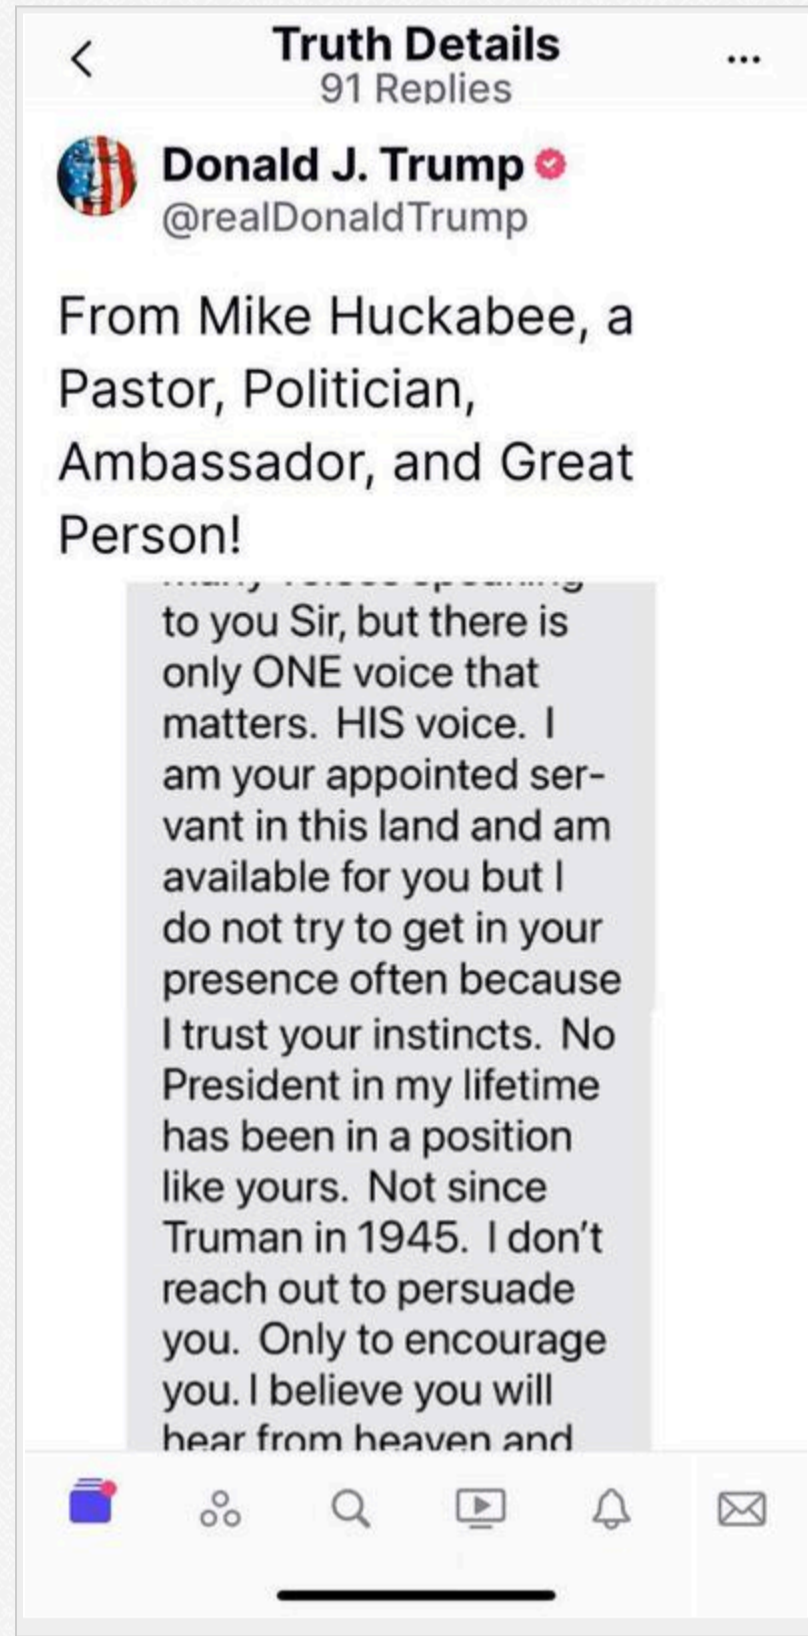 Truth Details
91 Replies
Donald J. Trump
@realDonaldTrump
From Mike Huckabee, a
Pastor, Politician,
Ambassador, and Great
Person!
to you Sir, but there is
only ONE voice that
matters.  HIS voice.  I
am your appointed ser-
vant in this land and am
available for you but I
do not try to get in your
presence often because
I trust your instincts.  No
President in my lifetime
has been in a position
like yours.  Not since
Truman in 1945.  I don't
reach out to persuade
you.  Only to encourage
you. I believe you will
hear from heaven and